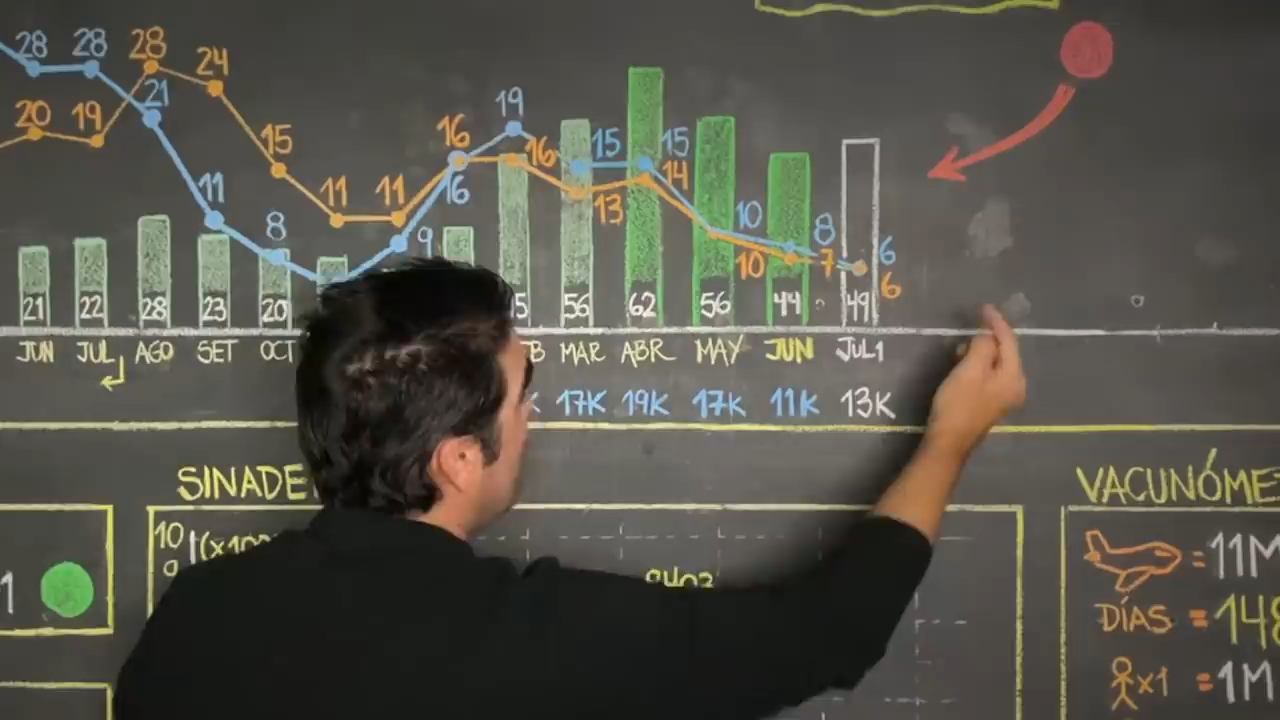 28 28 28 24
20 19 21 15 11 11 11 8 9
16 16 19 16 15 13 15 14 10 10 8 7 6 6
21 22 28 23 20 56 62 56 44 49
JUN JUL AGO SET OCT MAR ABR MAY JUN JUL1
17K 19K 17K 11K 13K
SINADE
VACUNÓME
10
9
= 11M
DÍAS = 148
x1 = 1M
1